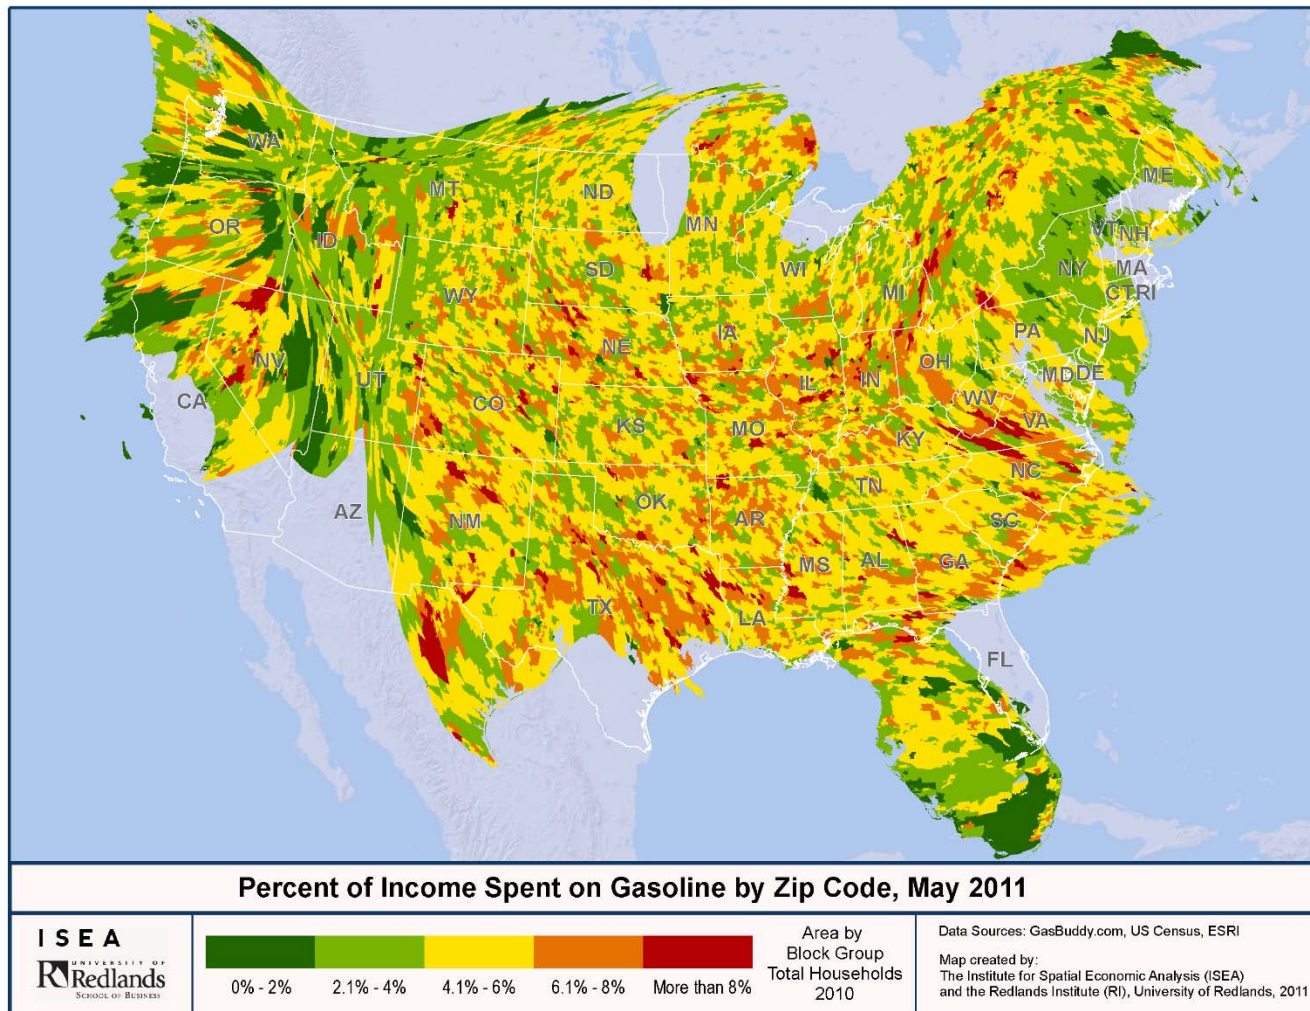 WA
MT
ND
MN
ME
OR
ID
SD
WI
VT
NH
NY
MA
WY
MI
CT
RI
IA
PA
NJ
NV
NE
OH
UT
IL
IN
MD
DE
CA
CO
WV
KS
MO
VA
KY
NC
TN
AZ
OK
AR
SC
NM
MS
AL
GA
TX
LA
FL
Percent of Income Spent on Gasoline by Zip Code, May 2011
ISEA
UNIVERSITY OF
Redlands
SCHOOL OF BUSINESS
0% - 2%
2.1% - 4%
4.1% - 6%
6.1% - 8%
More than 8%
Area by
Block Group
Total Households
2010
Data Sources: GasBuddy.com, US Census, ESRI
Map created by:
The Institute for Spatial Economic Analysis (ISEA)
and the Redlands Institute (RI), University of Redlands, 2011